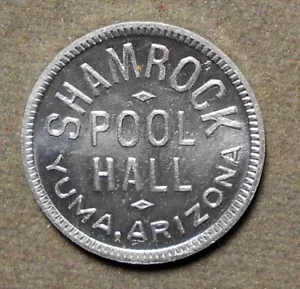 SHAMROCK
POOL
HALL
YUMA, ARIZONA